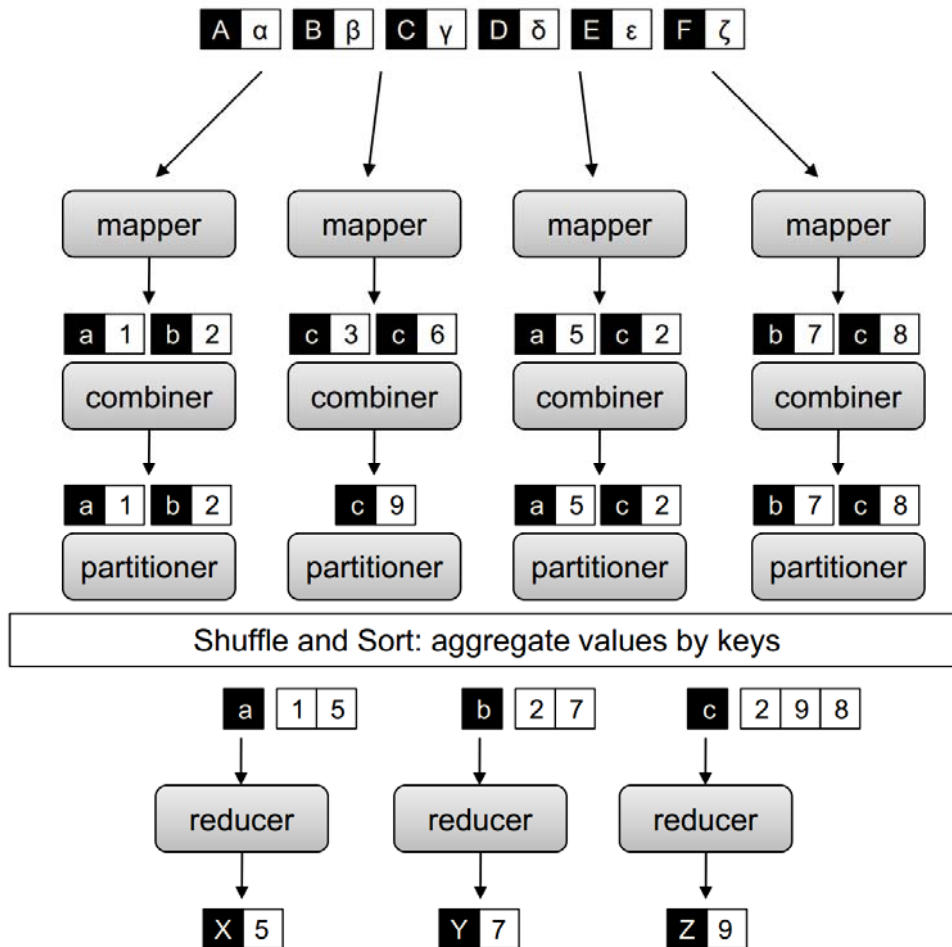 A α B β C γ D δ E ε F ζ
mapper mapper mapper mapper
a 1 b 2 c 3 c 6 a 5 c 2 b 7 c 8
combiner combiner combiner combiner
a 1 b 2 c 9 a 5 c 2 b 7 c 8
partitioner partitioner partitioner partitioner
Shuffle and Sort: aggregate values by keys
a 1 5 b 2 7 c 2 9 8
reducer reducer reducer
X 5 Y 7 Z 9